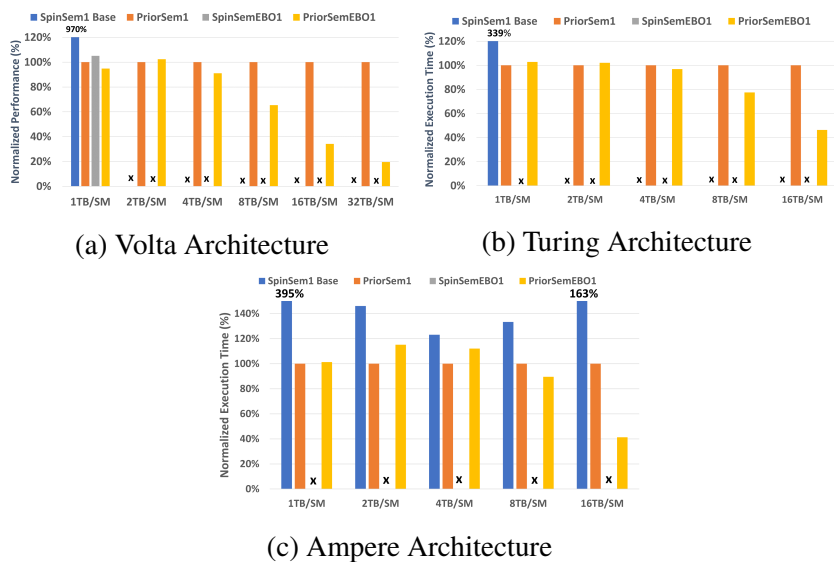 SpinSem1 Base PriorSem1 SpinSemEBO1 PriorSemEBO1
Normalized Performance (%)
970%
120%
100%
80%
60%
40%
20%
0%
x x x x x x x x x x
1TB/SM 2TB/SM 4TB/SM 8TB/SM 16TB/SM 32TB/SM
(a) Volta Architecture
SpinSem1 Base PriorSem1 SpinSemEBO1 PriorSemEBO1
Normalized Execution Time (%)
339%
120%
100%
80%
60%
40%
20%
0%
x x x x x x x x x
1TB/SM 2TB/SM 4TB/SM 8TB/SM 16TB/SM
(b) Turing Architecture
SpinSem1 Base PriorSem1 SpinSemEBO1 PriorSemEBO1
Normalized Execution Time (%)
395% 163%
140%
120%
100%
80%
60%
40%
20%
0%
x x x x x
1TB/SM 2TB/SM 4TB/SM 8TB/SM 16TB/SM
(c) Ampere Architecture